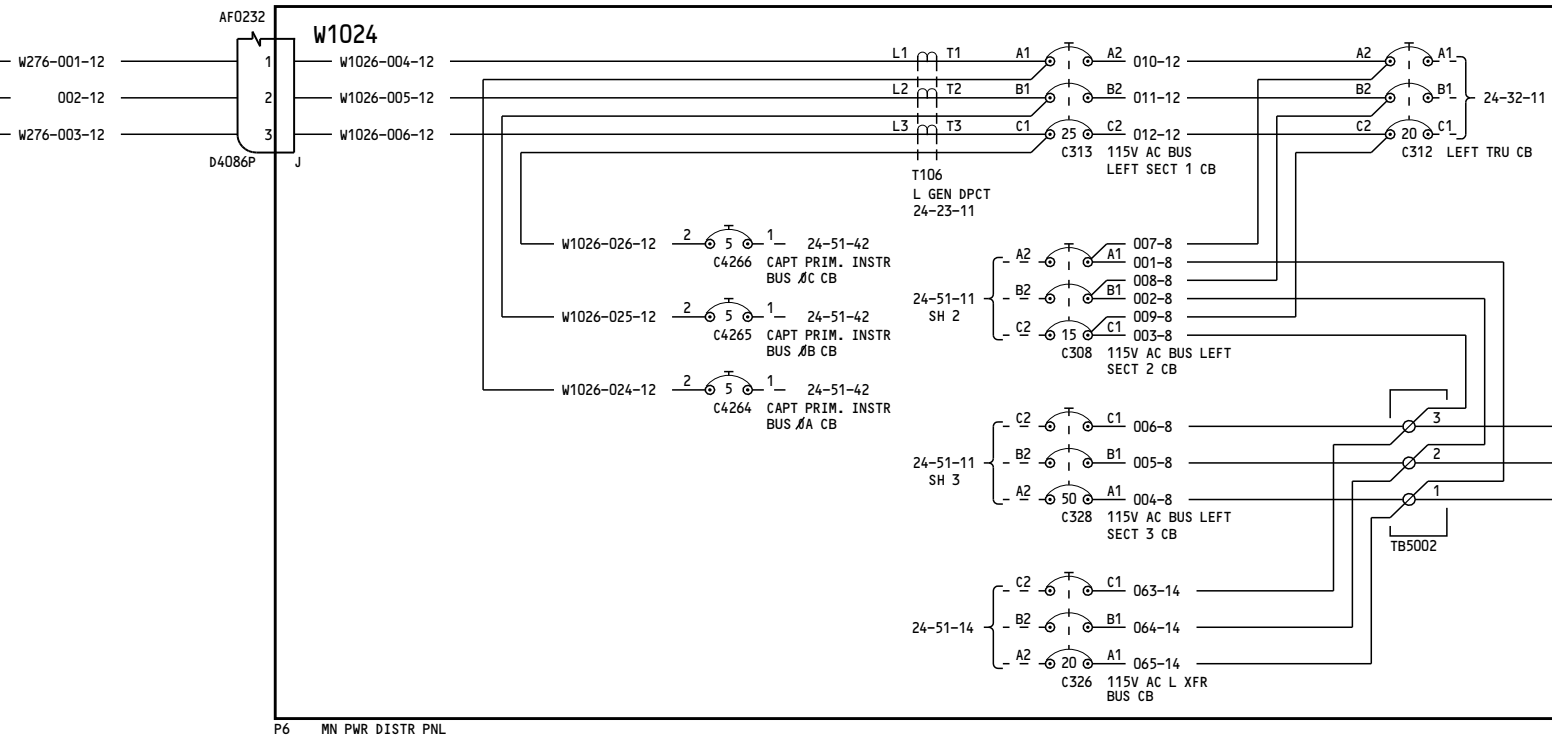 AF0232
W1024
W276-001-12 1 W1026-004-12 L1 T1 A1 A2 010-12 A2 A1
002-12 2 W1026-005-12 L2 T2 B1 B2 011-12 B2 B1 24-32-11
W276-003-12 3 W1026-006-12 L3 T3 C1 25 C2 012-12 C2 20 C1
D4086P J C313 115V AC BUS C312 LEFT TRU CB
LEFT SECT 1 CB
T106
L GEN DPCT
24-23-11
W1026-026-12 2 5 1 24-51-42
C4266 CAPT PRIM. INSTR
BUS ØC CB
W1026-025-12 2 5 1 24-51-42
C4265 CAPT PRIM. INSTR
BUS ØB CB
W1026-024-12 2 5 1 24-51-42
C4264 CAPT PRIM. INSTR
BUS ØA CB
007-8
A2 A1 001-8
008-8
24-51-11 B2 B1 002-8
SH 2
009-8
C2 15 C1 003-8
C308 115V AC BUS LEFT
SECT 2 CB
C2 C1 006-8 3
24-51-11 B2 B1 005-8 2
SH 3
A2 50 A1 004-8 1
C328 115V AC BUS LEFT
SECT 3 CB
TB5002
C2 C1 063-14
24-51-14 B2 B1 064-14
A2 20 A1 065-14
C326 115V AC L XFR
BUS CB
P6 MN PWR DISTR PNL